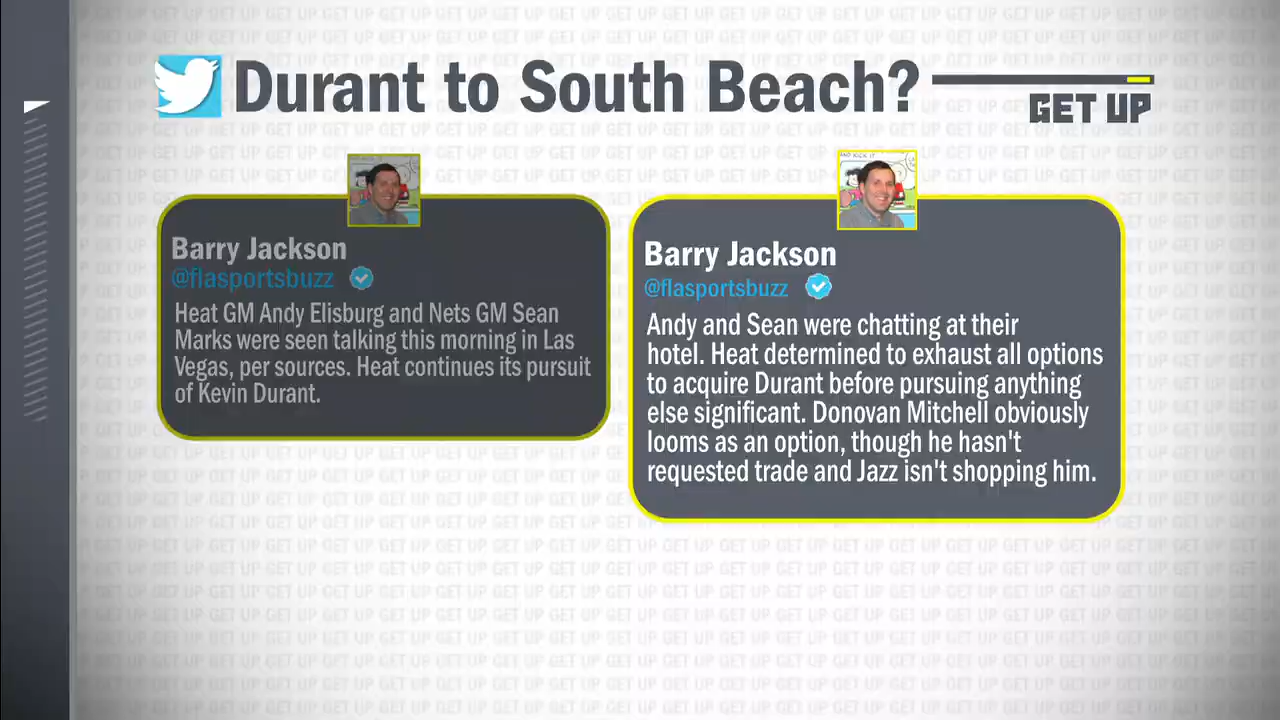 Durant to South Beach?
GET UP
Barry Jackson
@flasportsbuzz
Heat GM Andy Elisburg and Nets GM Sean
Marks were seen talking this morning in Las
Vegas, per sources. Heat continues its pursuit
of Kevin Durant.
Barry Jackson
@flasportsbuzz
Andy and Sean were chatting at their
hotel. Heat determined to exhaust all options
to acquire Durant before pursuing anything
else significant. Donovan Mitchell obviously
looms as an option, though he hasn't
requested trade and Jazz isn't shopping him.